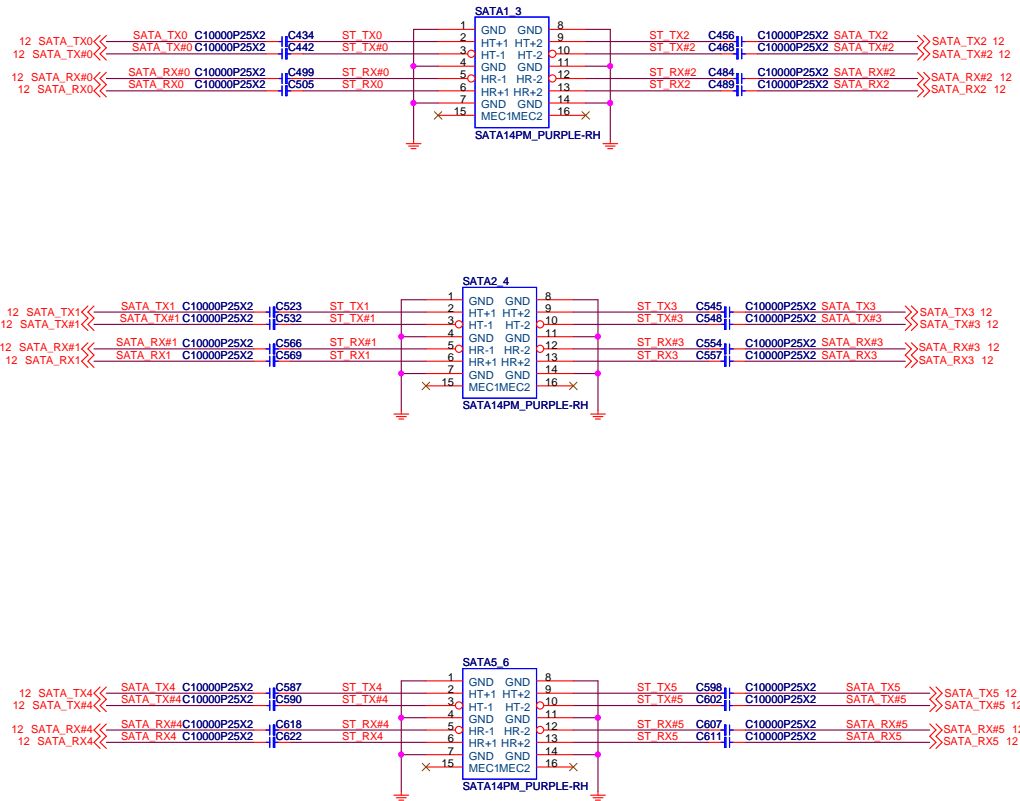 SATA1_3
12 SATA_TX0 SATA_TX0 C10000P25X2 C434 ST_TX0 1 GND GND 8 ST_TX2 C456 C10000P25X2 SATA_TX2 SATA_TX2 12
12 SATA_TX#0 SATA_TX#0 C10000P25X2 C442 ST_TX#0 2 HT+1 HT+2 9 ST_TX#2 C468 C10000P25X2 SATA_TX#2 SATA_TX#2 12
3 HT-1 HT-2 10
4 GND GND 11
12 SATA_RX#0 SATA_RX#0 C10000P25X2 C499 ST_RX#0 5 HR-1 HR-2 12 ST_RX#2 C484 C10000P25X2 SATA_RX#2 SATA_RX#2 12
12 SATA_RX0 SATA_RX0 C10000P25X2 C505 ST_RX0 6 HR+1 HR+2 13 ST_RX2 C489 C10000P25X2 SATA_RX2 SATA_RX2 12
7 GND GND 14
15 MEC1MEC2 16
SATA14PM_PURPLE-RH
SATA2_4
1 GND GND 8
12 SATA_TX1 SATA_TX1 C10000P25X2 C523 ST_TX1 2 HT+1 HT+2 9 ST_TX3 C545 C10000P25X2 SATA_TX3 SATA_TX3 12
12 SATA_TX#1 SATA_TX#1 C10000P25X2 C532 ST_TX#1 3 HT-1 HT-2 10 ST_TX#3 C548 C10000P25X2 SATA_TX#3 SATA_TX#3 12
4 GND GND 11
12 SATA_RX#1 SATA_RX#1 C10000P25X2 C566 ST_RX#1 5 HR-1 HR-2 12 ST_RX#3 C554 C10000P25X2 SATA_RX#3 SATA_RX#3 12
12 SATA_RX1 SATA_RX1 C10000P25X2 C569 ST_RX1 6 HR+1 HR+2 13 ST_RX3 C557 C10000P25X2 SATA_RX3 SATA_RX3 12
7 GND GND 14
15 MEC1MEC2 16
SATA14PM_PURPLE-RH
SATA5_6
1 GND GND 8
12 SATA_TX4 SATA_TX4 C10000P25X2 C587 ST_TX4 2 HT+1 HT+2 9 ST_TX5 C598 C10000P25X2 SATA_TX5 SATA_TX5 12
12 SATA_TX#4 SATA_TX#4 C10000P25X2 C590 ST_TX#4 3 HT-1 HT-2 10 ST_TX#5 C602 C10000P25X2 SATA_TX#5 SATA_TX#5 12
4 GND GND 11
12 SATA_RX#4 SATA_RX#4 C10000P25X2 C618 ST_RX#4 5 HR-1 HR-2 12 ST_RX#5 C607 C10000P25X2 SATA_RX#5 SATA_RX#5 12
12 SATA_RX4 SATA_RX4 C10000P25X2 C622 ST_RX4 6 HR+1 HR+2 13 ST_RX5 C611 C10000P25X2 SATA_RX5 SATA_RX5 12
7 GND GND 14
15 MEC1MEC2 16
SATA14PM_PURPLE-RH